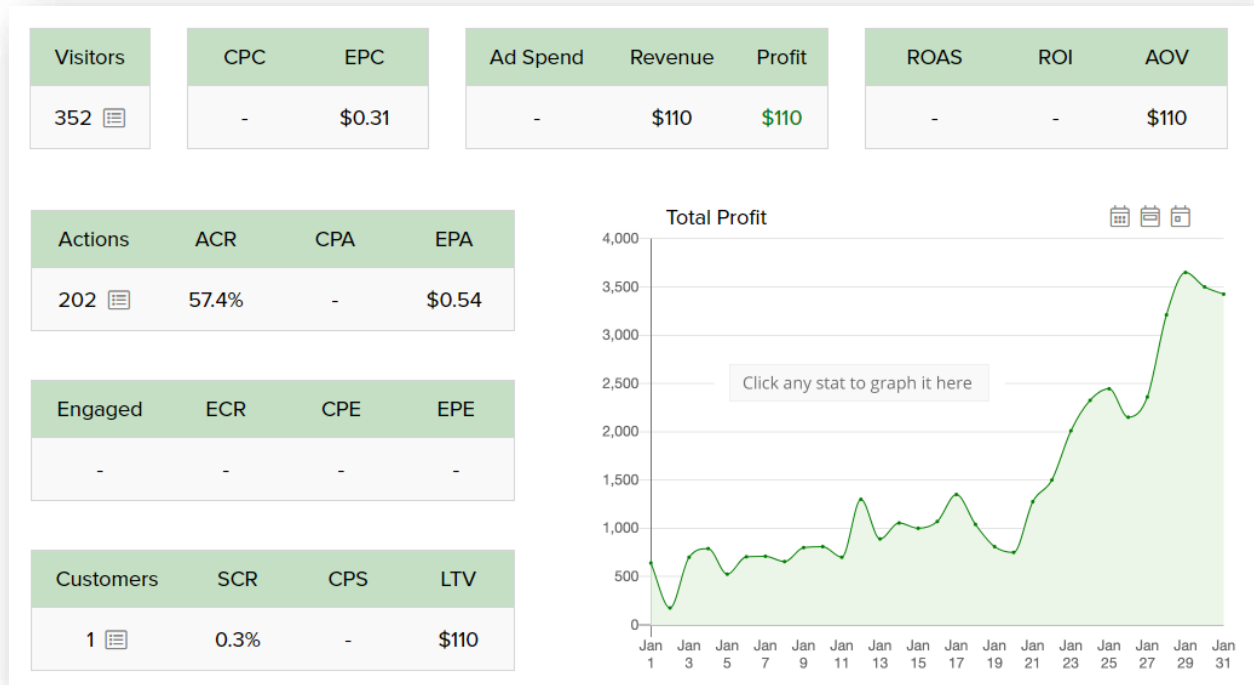 Visitors
352
CPC EPC
- $0.31
Ad Spend Revenue Profit
- $110 $110
ROAS ROI AOV
- - $110
Actions ACR CPA EPA
202 57.4% - $0.54
Engaged ECR CPE EPE
- - - -
Customers SCR CPS LTV
1 0.3% - $110
Total Profit
4,000
3,500
3,000
2,500
2,000
1,500
1,000
500
0
Click any stat to graph it here
Jan Jan Jan Jan Jan Jan Jan Jan Jan Jan Jan Jan Jan Jan Jan Jan
1 3 5 7 9 11 13 15 17 19 21 23 25 27 29 31